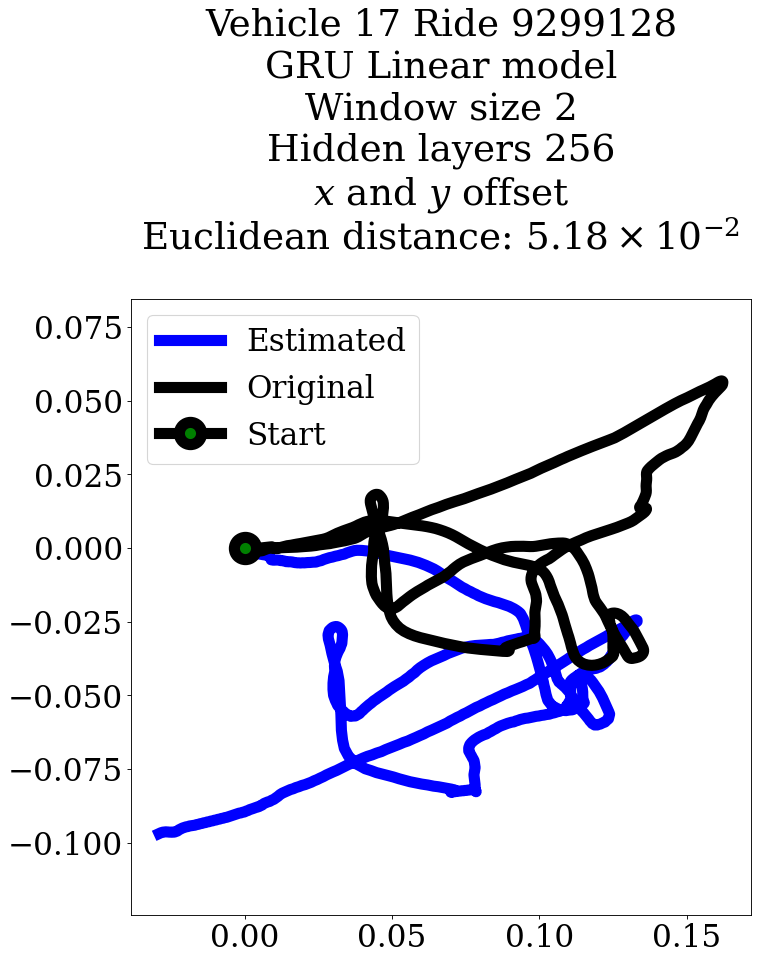 Vehicle 17 Ride 9299128
GRU Linear model
Window size 2
Hidden layers 256
x and y offset
Euclidean distance: 5.18 × 10⁻²
Estimated
Original
Start
0.075
0.050
0.025
0.000
−0.025
−0.050
−0.075
−0.100
0.00 0.05 0.10 0.15